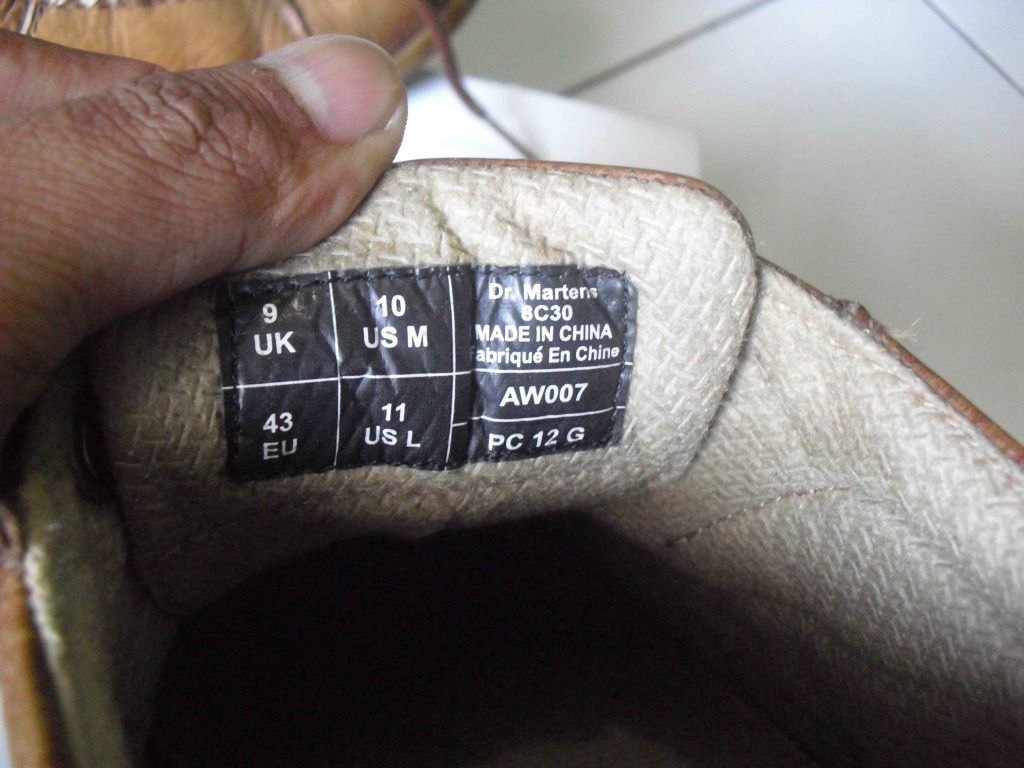 9
UK
10
US M
43
EU
11
US L
Dr. Martens
8C30
MADE IN CHINA
abriqué En Chine
AW007
PC 12 G